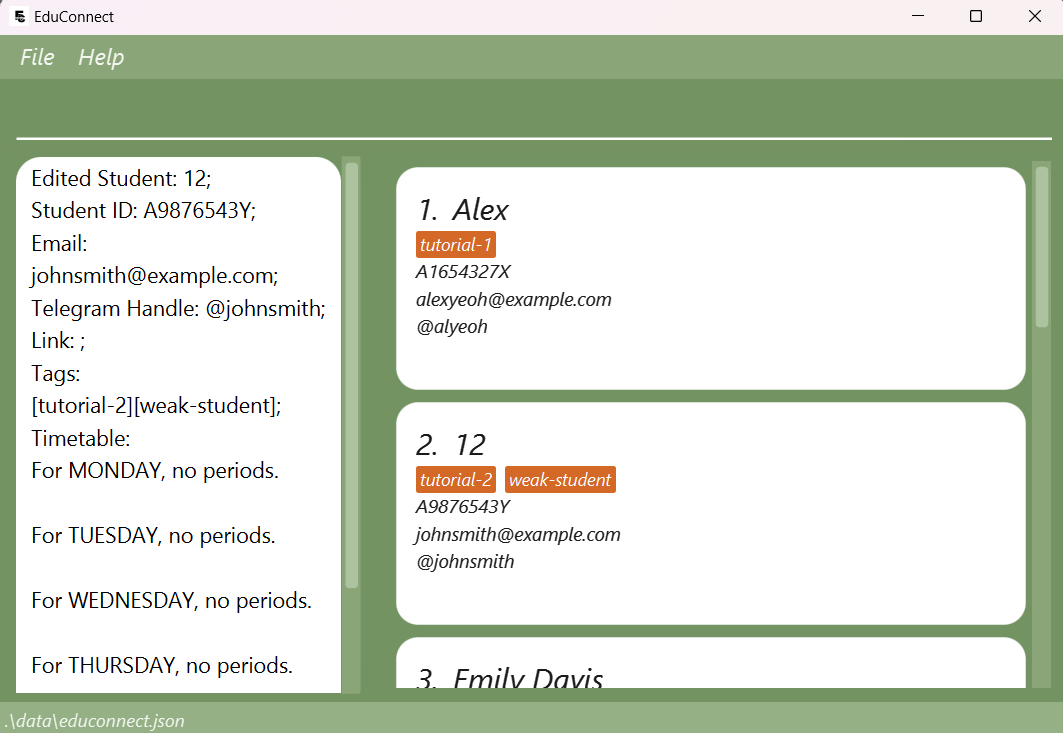 EduConnect
File Help
Edited Student: 12;
Student ID: A9876543Y;
Email:
johnsmith@example.com;
Telegram Handle: @johnsmith;
Link: ;
Tags:
[tutorial-2][weak-student];
Timetable:
For MONDAY, no periods.
For TUESDAY, no periods.
For WEDNESDAY, no periods.
For THURSDAY, no periods.
1. Alex
tutorial-1
A1654327X
alexyeoh@example.com
@alyeoh
2. 12
tutorial-2 weak-student
A9876543Y
johnsmith@example.com
@johnsmith
3. Emily Davis
.\data\educonnect.json